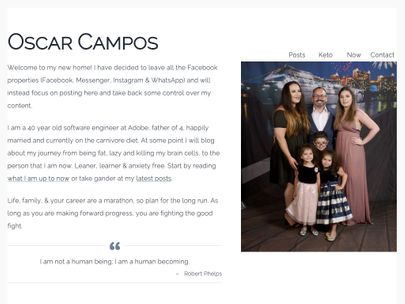 Oscar Campos
Posts Keto Now Contact
Welcome to my new home! I have decided to leave all the Facebook
properties (Facebook, Messenger, Instagram & WhatsApp) and will
instead focus on posting here and take back some control over my
content.
I am a 40 year old software engineer at Adobe, father of 4, happily
married and currently on the carnivore diet. At some point I will blog
about my journey from being fat, lazy and killing my brain cells, to the
person that I am now. Leaner, learner & anxiety free. Start by reading
what I am up to now or take gander at my latest posts.
Life, family, & your career are a marathon, so plan for the long run. As
long as you are making forward progress, you are fighting the good
fight.
“
I am not a human being; I am a human becoming.
- Robert Phelps